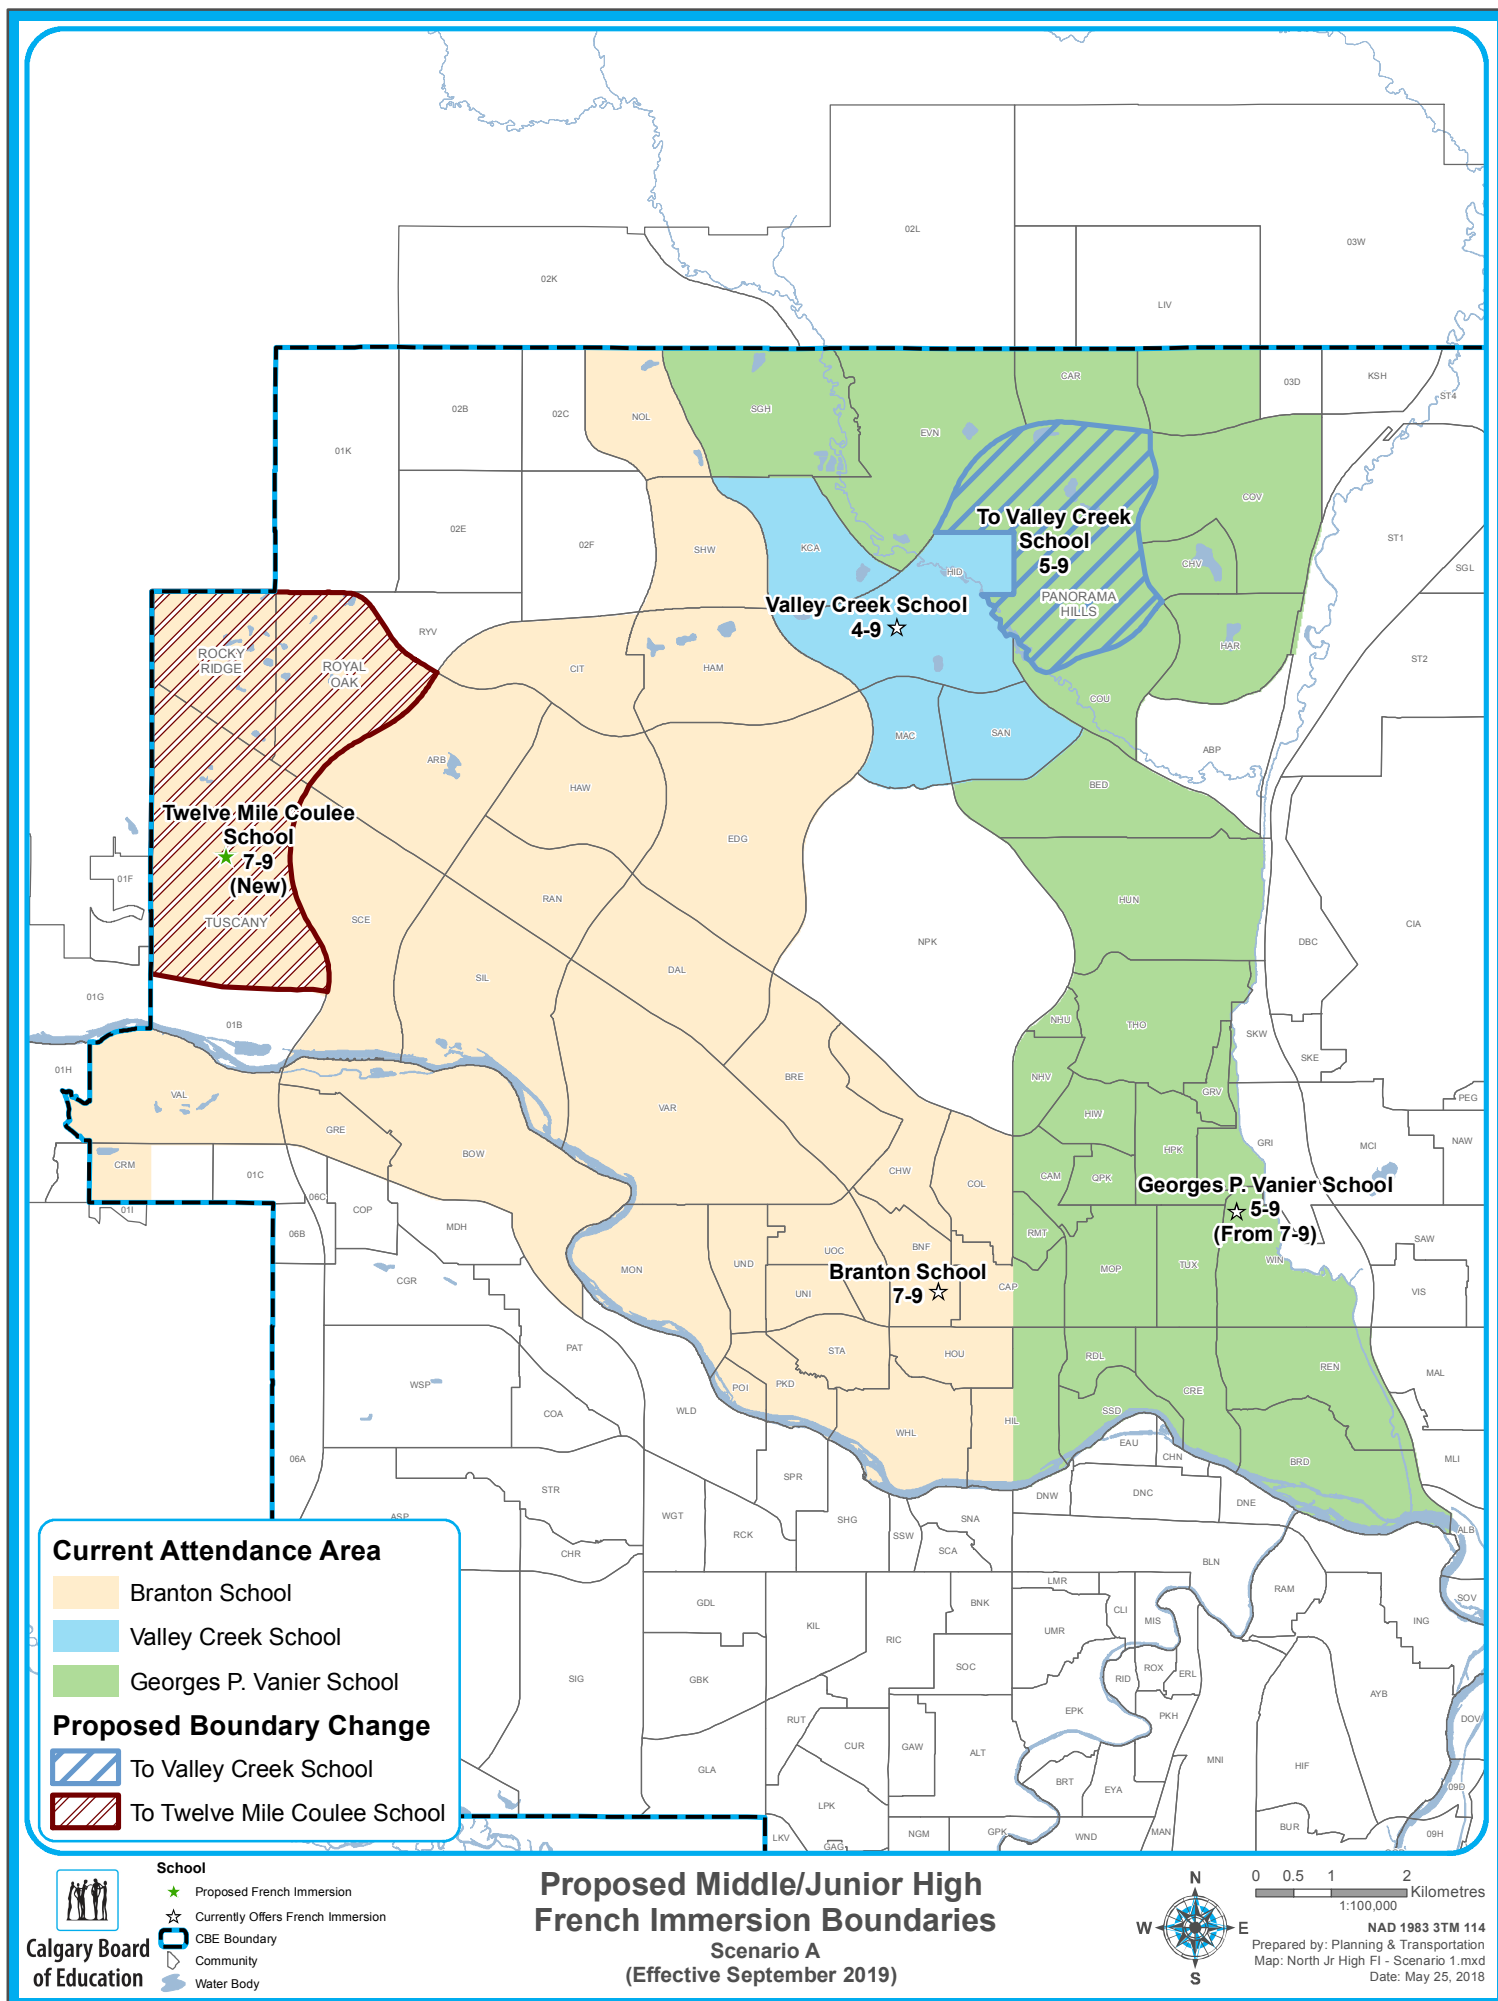 02L
03W
02K
LIV
CAR
03D
KSH
ST4
02B
02C
NOL
SGH
EVN
01K
COV
To Valley Creek
School
5-9
02E
02F
SHW
KCA
HID
CHV
ST1
SGL
PANORAMA
HILLS
Valley Creek School
4-9
RYV
HAR
ROCKY
RIDGE
ROYAL
OAK
CIT
HAM
ST2
COU
MAC
SAN
ABP
ARB
HAW
BED
Twelve Mile Coulee
School
7-9
(New)
EDG
01F
TUSCANY
SCE
RAN
HUN
NPK
DBC
CIA
DAL
SIL
01G
01B
NHU
THO
SKW
SKE
01H
VAL
BRE
NHV
GRV
PEG
VAR
HIW
GRE
BOW
HPK
GRI
MCI
NAW
CRM
01C
CHW
COL
CAM
QPK
Georges P. Vanier School
5-9
(From 7-9)
06C
01I
COP
MDH
06B
RMT
SAW
WIN
CGR
MON
UND
UOC
BNF
Branton School
7-9
UNI
CAP
MOP
TUX
VIS
PAT
STA
HOU
RDL
REN
MAL
WSP
POI
PKD
CRE
COA
WLD
HIL
SSD
WHL
EAU
CHN
BRD
MLI
06A
SPR
STR
DNW
DNC
DNE
ASP
WGT
RCK
SHG
SSW
SNA
SCA
ALB
CHR
BLN
LMR
RAM
SOV
GDL
KIL
BNK
CLI
MIS
UMR
ING
RIC
SIG
GBK
SOC
RID
ROX
ERL
AYB
RUT
EPK
PKH
DOV
CUR
GAW
ALT
MNI
HIF
GLA
BRT
EYA
09D
LPK
LKV
GAG
NGM
GPK
WND
MAN
BUR
09H
Current Attendance Area
Branton School
Valley Creek School
Georges P. Vanier School
Proposed Boundary Change
To Valley Creek School
To Twelve Mile Coulee School
Calgary Board
of Education
School
Proposed French Immersion
Currently Offers French Immersion
CBE Boundary
Community
Water Body
Proposed Middle/Junior High
French Immersion Boundaries
Scenario A
(Effective September 2019)
N
W
E
S
0 0.5 1 2
Kilometres
1:100,000
NAD 1983 3TM 114
Prepared by: Planning & Transportation
Map: North Jr High FI - Scenario 1.mxd
Date: May 25, 2018